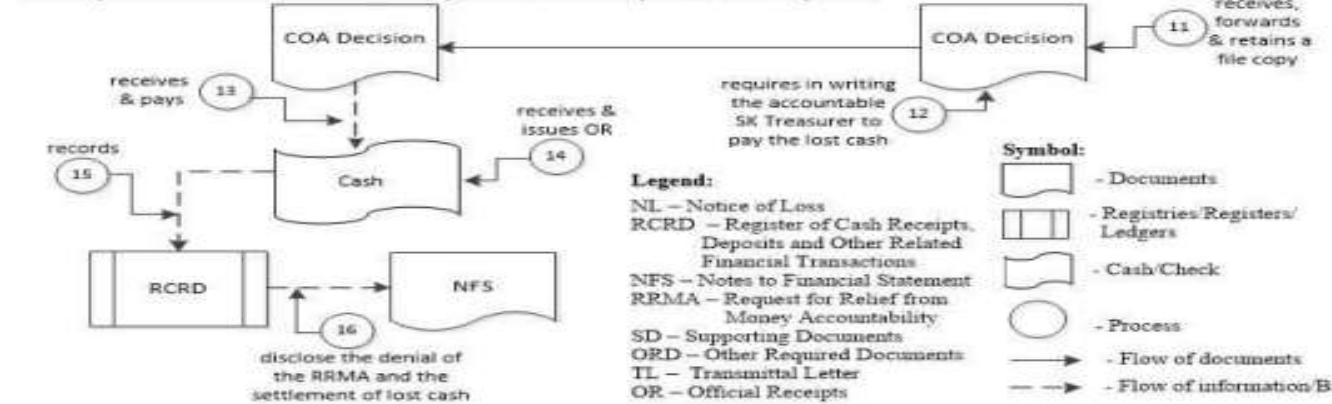 receives,
forwards
& retains a
file copy
11
COA Decision
COA Decision
receives
& pays
13
requires in writing
the accountable
SK Treasurer to
pay the lost cash
12
receives &
issues OR
14
records
15
Cash
RCRD
NFS
16
disclose the denial of
the RRMA and the
settlement of lost cash
Legend:
NL – Notice of Loss
RCRD – Register of Cash Receipts,
Deposits and Other Related
Financial Transactions
NFS – Notes to Financial Statement
RRMA – Request for Relief from
Money Accountability
SD – Supporting Documents
ORD – Other Required Documents
TL – Transmittal Letter
OR – Official Receipts
Symbol:
- Documents
- Registries/Registers/
Ledgers
- Cash/Check
- Process
- Flow of documents
- Flow of information/B